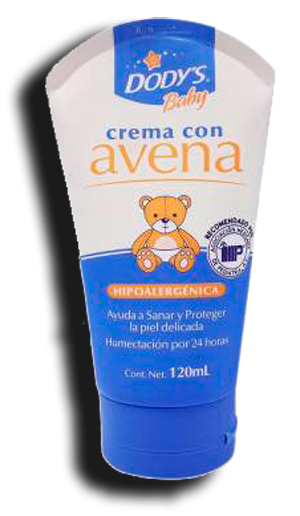 DODY'S
Baby
crema con
avena
RECOMENDADO
HIPOALERGÉNICA
Ayuda a Sanar y Proteger
la piel delicada
Humectación por 24 horas
Cont. Net. 120mL